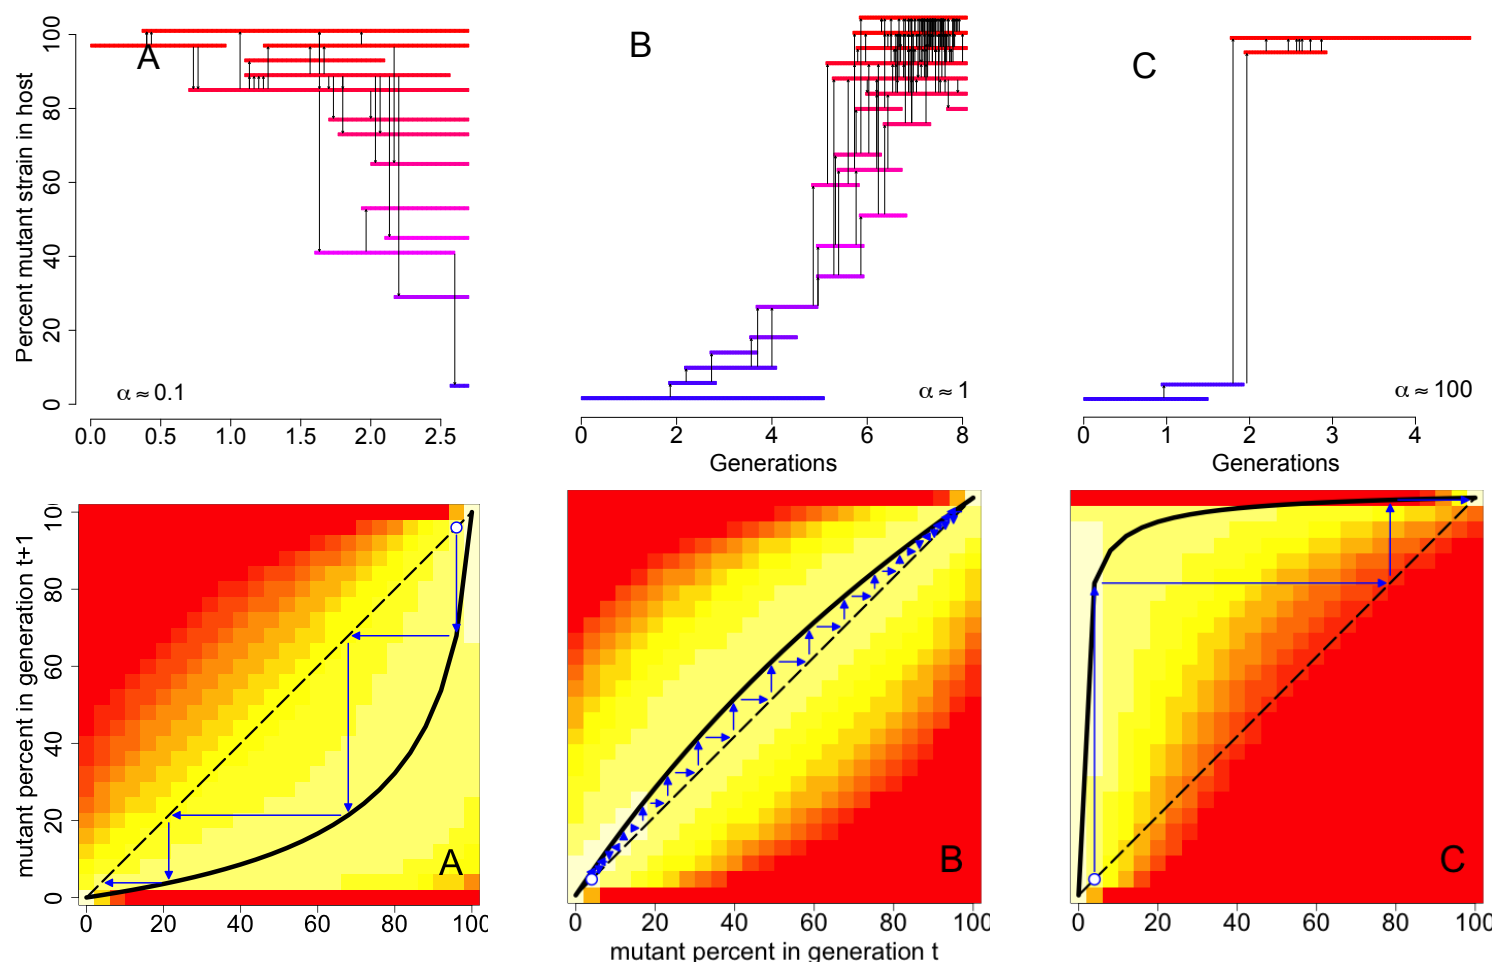 Percent mutant strain in host
100
80
60
40
20
0
A
α ≈ 0.1
0.0 0.5 1.0 1.5 2.0 2.5
B
α ≈ 1
0 2 4 6 8
Generations
C
α ≈ 100
0 1 2 3 4
Generations
mutant percent in generation t+1
10
80
60
40
20
0
A
0 20 40 60 80 100
B
0 20 40 60 80 100
C
0 20 40 60 80 100
mutant percent in generation t